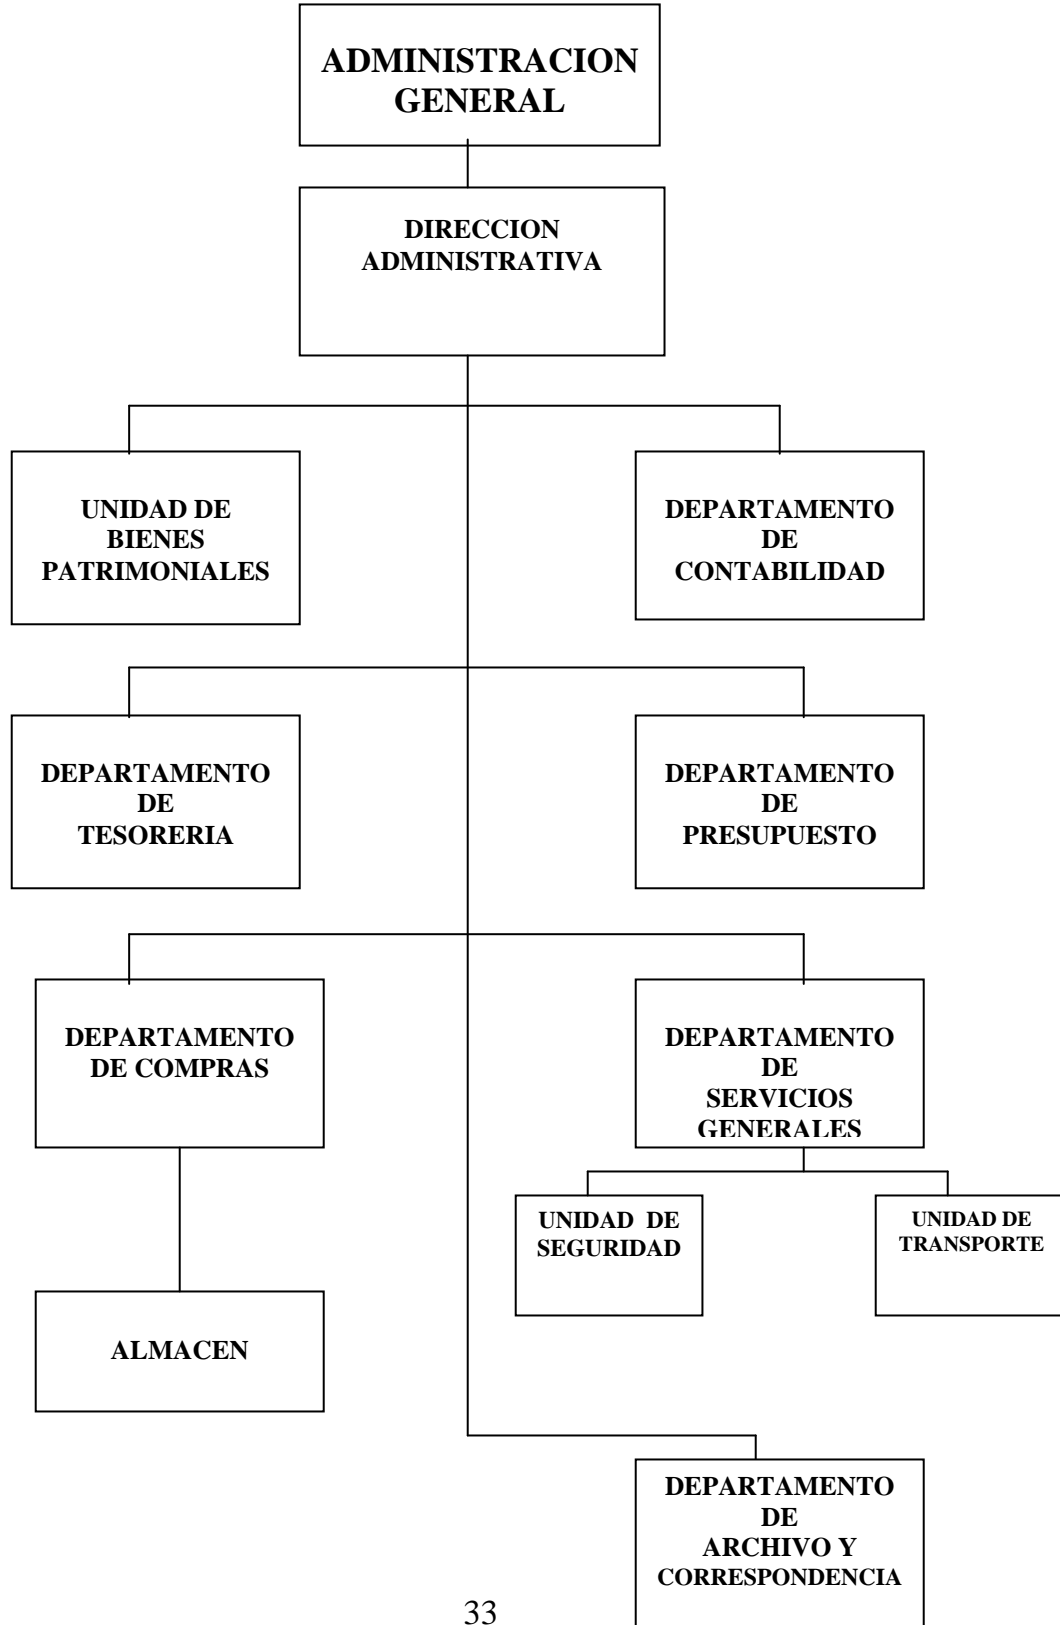 ADMINISTRACION
GENERAL
DIRECCION
ADMINISTRATIVA
UNIDAD DE
BIENES
PATRIMONIALES
DEPARTAMENTO
DE
CONTABILIDAD
DEPARTAMENTO
DE
TESORERIA
DEPARTAMENTO
DE
PRESUPUESTO
DEPARTAMENTO
DE COMPRAS
DEPARTAMENTO
DE
SERVICIOS
GENERALES
UNIDAD DE
SEGURIDAD
UNIDAD DE
TRANSPORTE
ALMACEN
DEPARTAMENTO
DE
ARCHIVO Y
CORRESPONDENCIA
33